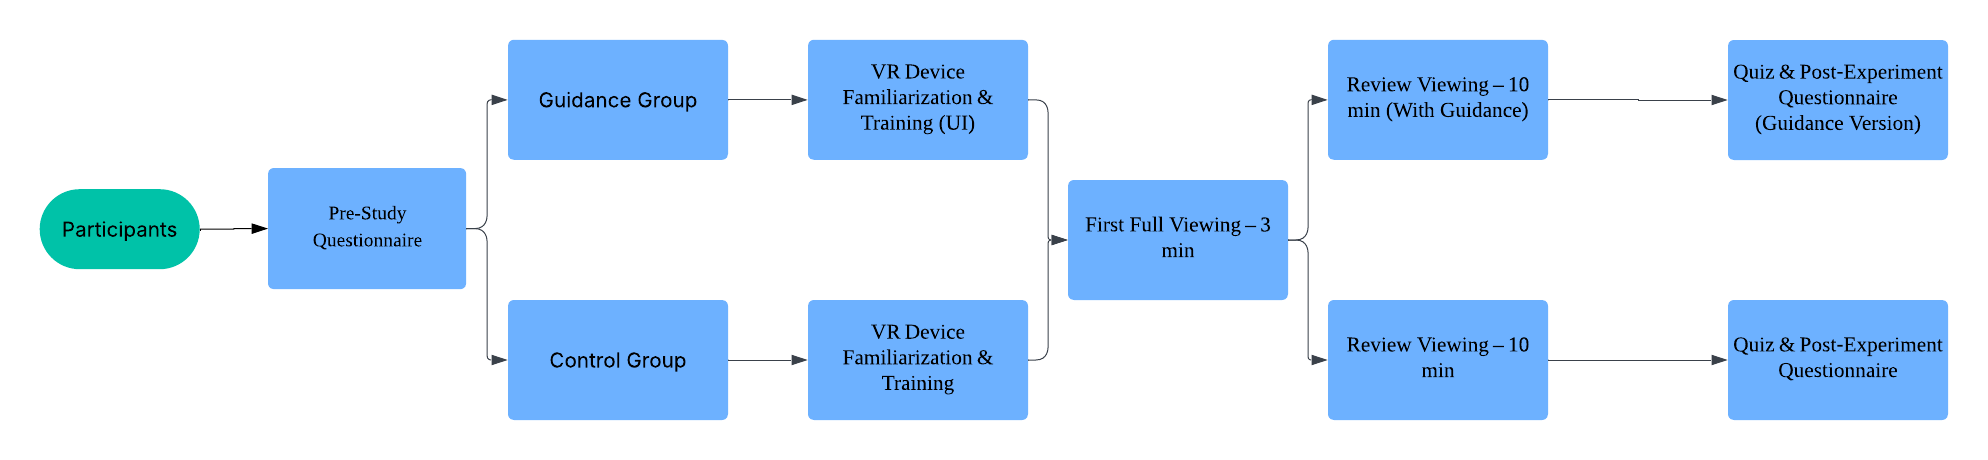 Participants
Pre-Study
Questionnaire
Guidance Group
Control Group
VR Device
Familiarization &
Training (UI)
VR Device
Familiarization &
Training
First Full Viewing – 3
min
Review Viewing – 10
min (With Guidance)
Review Viewing – 10
min
Quiz & Post-Experiment
Questionnaire
(Guidance Version)
Quiz & Post-Experiment
Questionnaire